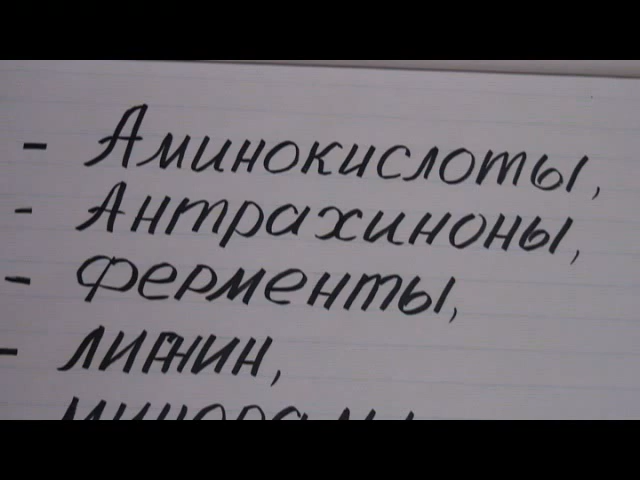 - Аминокислоты,
- Антрахиноны,
- Ферменты,
- лигнин,